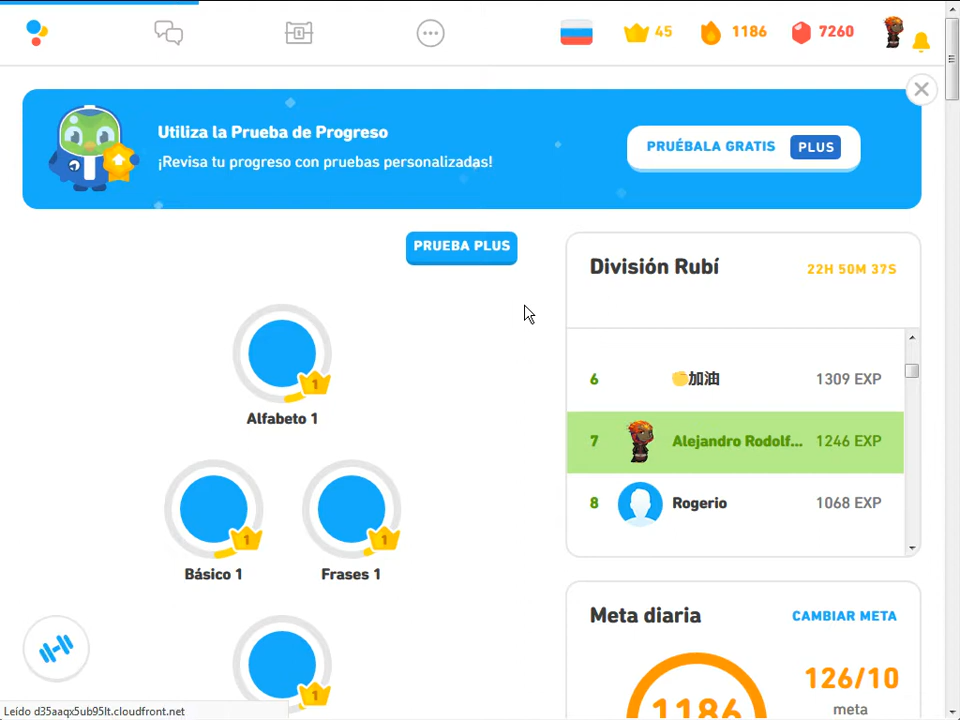 45
1186
7260
Utiliza la Prueba de Progreso
¡Revisa tu progreso con pruebas personalizadas!
PRUÉBALA GRATIS PLUS
PRUEBA PLUS
División Rubí
22H 50M 37S
6 加油 1309 EXP
7 Alejandro Rodolf... 1246 EXP
8 Rogerio 1068 EXP
1
Alfabeto 1
1
Básico 1
1
Frases 1
1
Meta diaria
CAMBIAR META
1186
126/10
meta
Leído d35aaqx5ub95lt.cloudfront.net